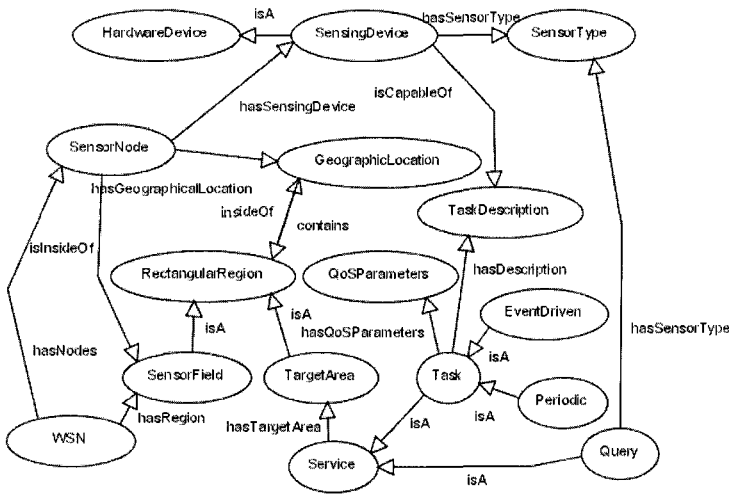 isA
hasSensorType
HardwareDevice
SensingDevice
SensorType
isCapableOf
hasSensingDevice
SensorNode
GeographicLocation
hasGeographicalLocation
insideOf
TaskDescription
contains
isInsideOf
RectangularRegion
QoSParameters
hasDescription
EventDriven
isA
isA
hasQoSParameters
hasSensorType
hasNodes
isA
SensorField
TargetArea
Task
Periodic
hasRegion
isA
hasTargetArea
isA
WSN
Query
Service
isA